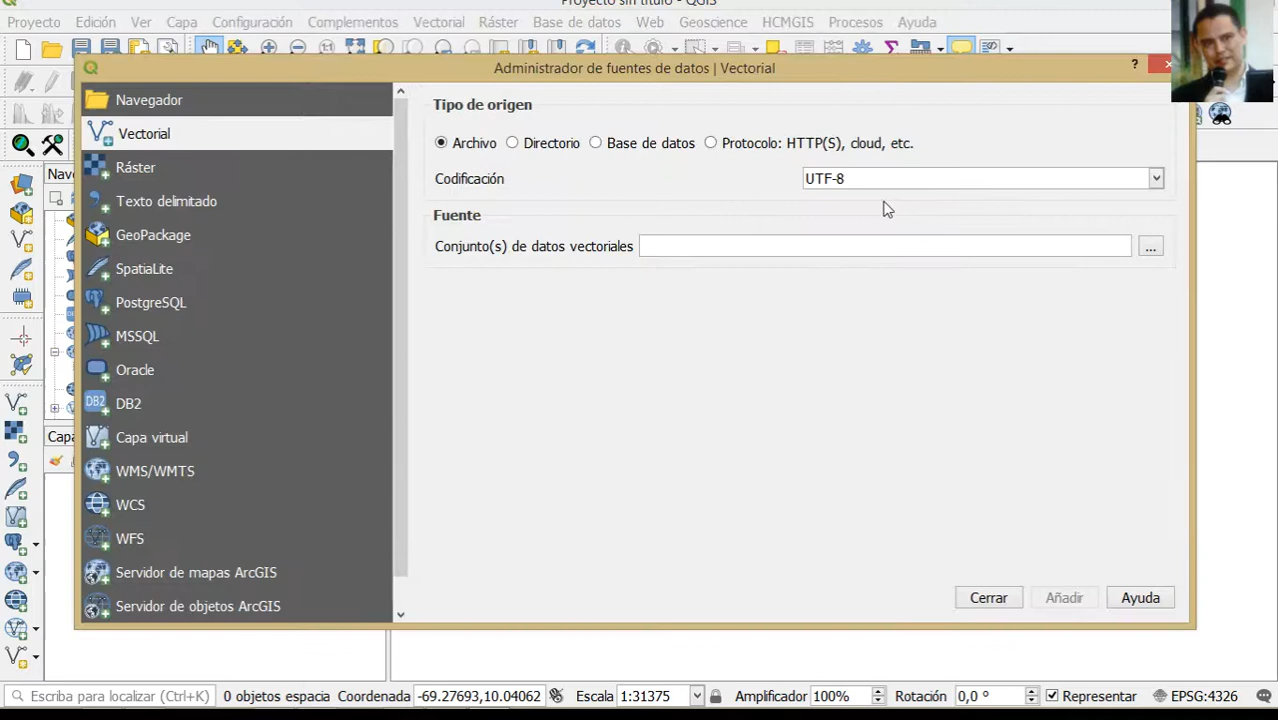 Proyecto sin título - QGIS
Proyecto Edición Ver Capa Configuración Complementos Vectorial Ráster Base de datos Web Geoscience HCMGIS Procesos Ayuda
Administrador de fuentes de datos | Vectorial
?
Navegador
Vectorial
Ráster
Texto delimitado
GeoPackage
SpatiaLite
PostgreSQL
MSSQL
Oracle
DB2 DB2
Capa virtual
WMS/WMTS
WCS
WFS
Servidor de mapas ArcGIS
Servidor de objetos ArcGIS
Tipo de origen
Archivo Directorio Base de datos Protocolo: HTTP(S), cloud, etc.
Codificación UTF-8
Fuente
Conjunto(s) de datos vectoriales ...
Cerrar Añadir Ayuda
Nave
Capa
Escriba para localizar (Ctrl+K) 0 objetos espacia Coordenada -69.27693,10.04062 Escala 1:31375 Amplificador 100% Rotación 0,0 ° Representar EPSG:4326